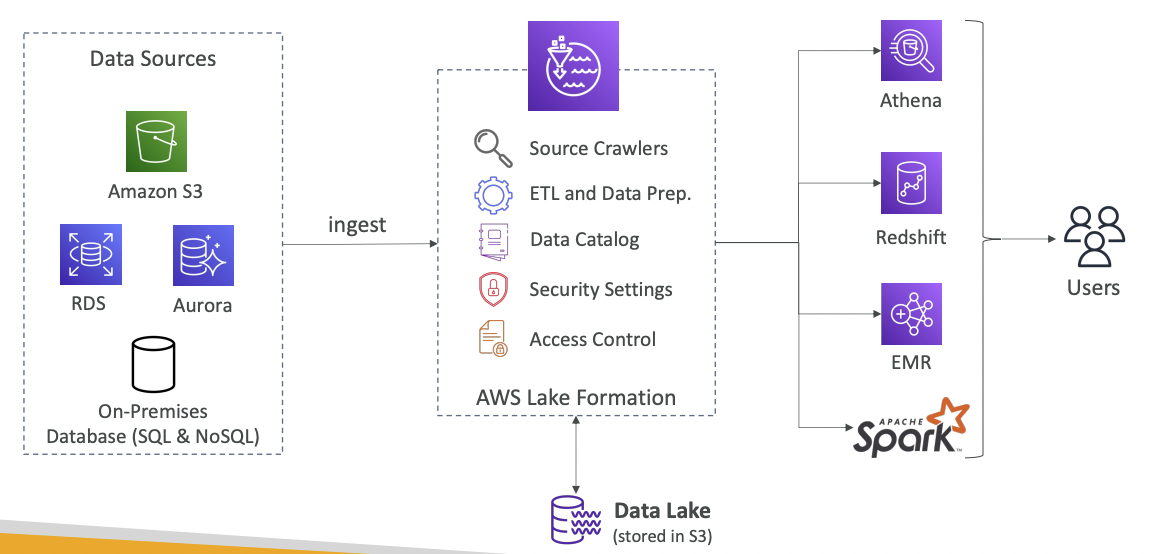 Data Sources
Amazon S3
RDS
Aurora
On-Premises
Database (SQL & NoSQL)
ingest
Source Crawlers
ETL and Data Prep.
Data Catalog
Security Settings
Access Control
AWS Lake Formation
Data Lake
(stored in S3)
Athena
Redshift
EMR
APACHE
Spark™
Users